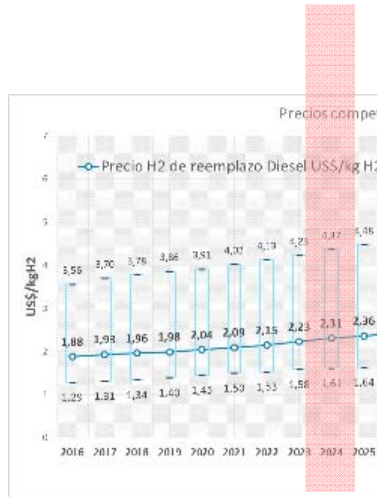 Precios compe
7
Precio H2 de reemplazo Diesel US$/kg H2
US$/kgH2
5
4
3
2
1
0
3,56 3,70 3,78 3,86 3,91 4,02 4,13 4,23 4,37 4,48
1,88 1,93 1,96 1,98 2,04 2,09 2,15 2,23 2,31 2,36
1,29 1,31 1,34 1,40 1,45 1,50 1,53 1,58 1,61 1,64
2016 2017 2018 2019 2020 2021 2022 2023 2024 2025